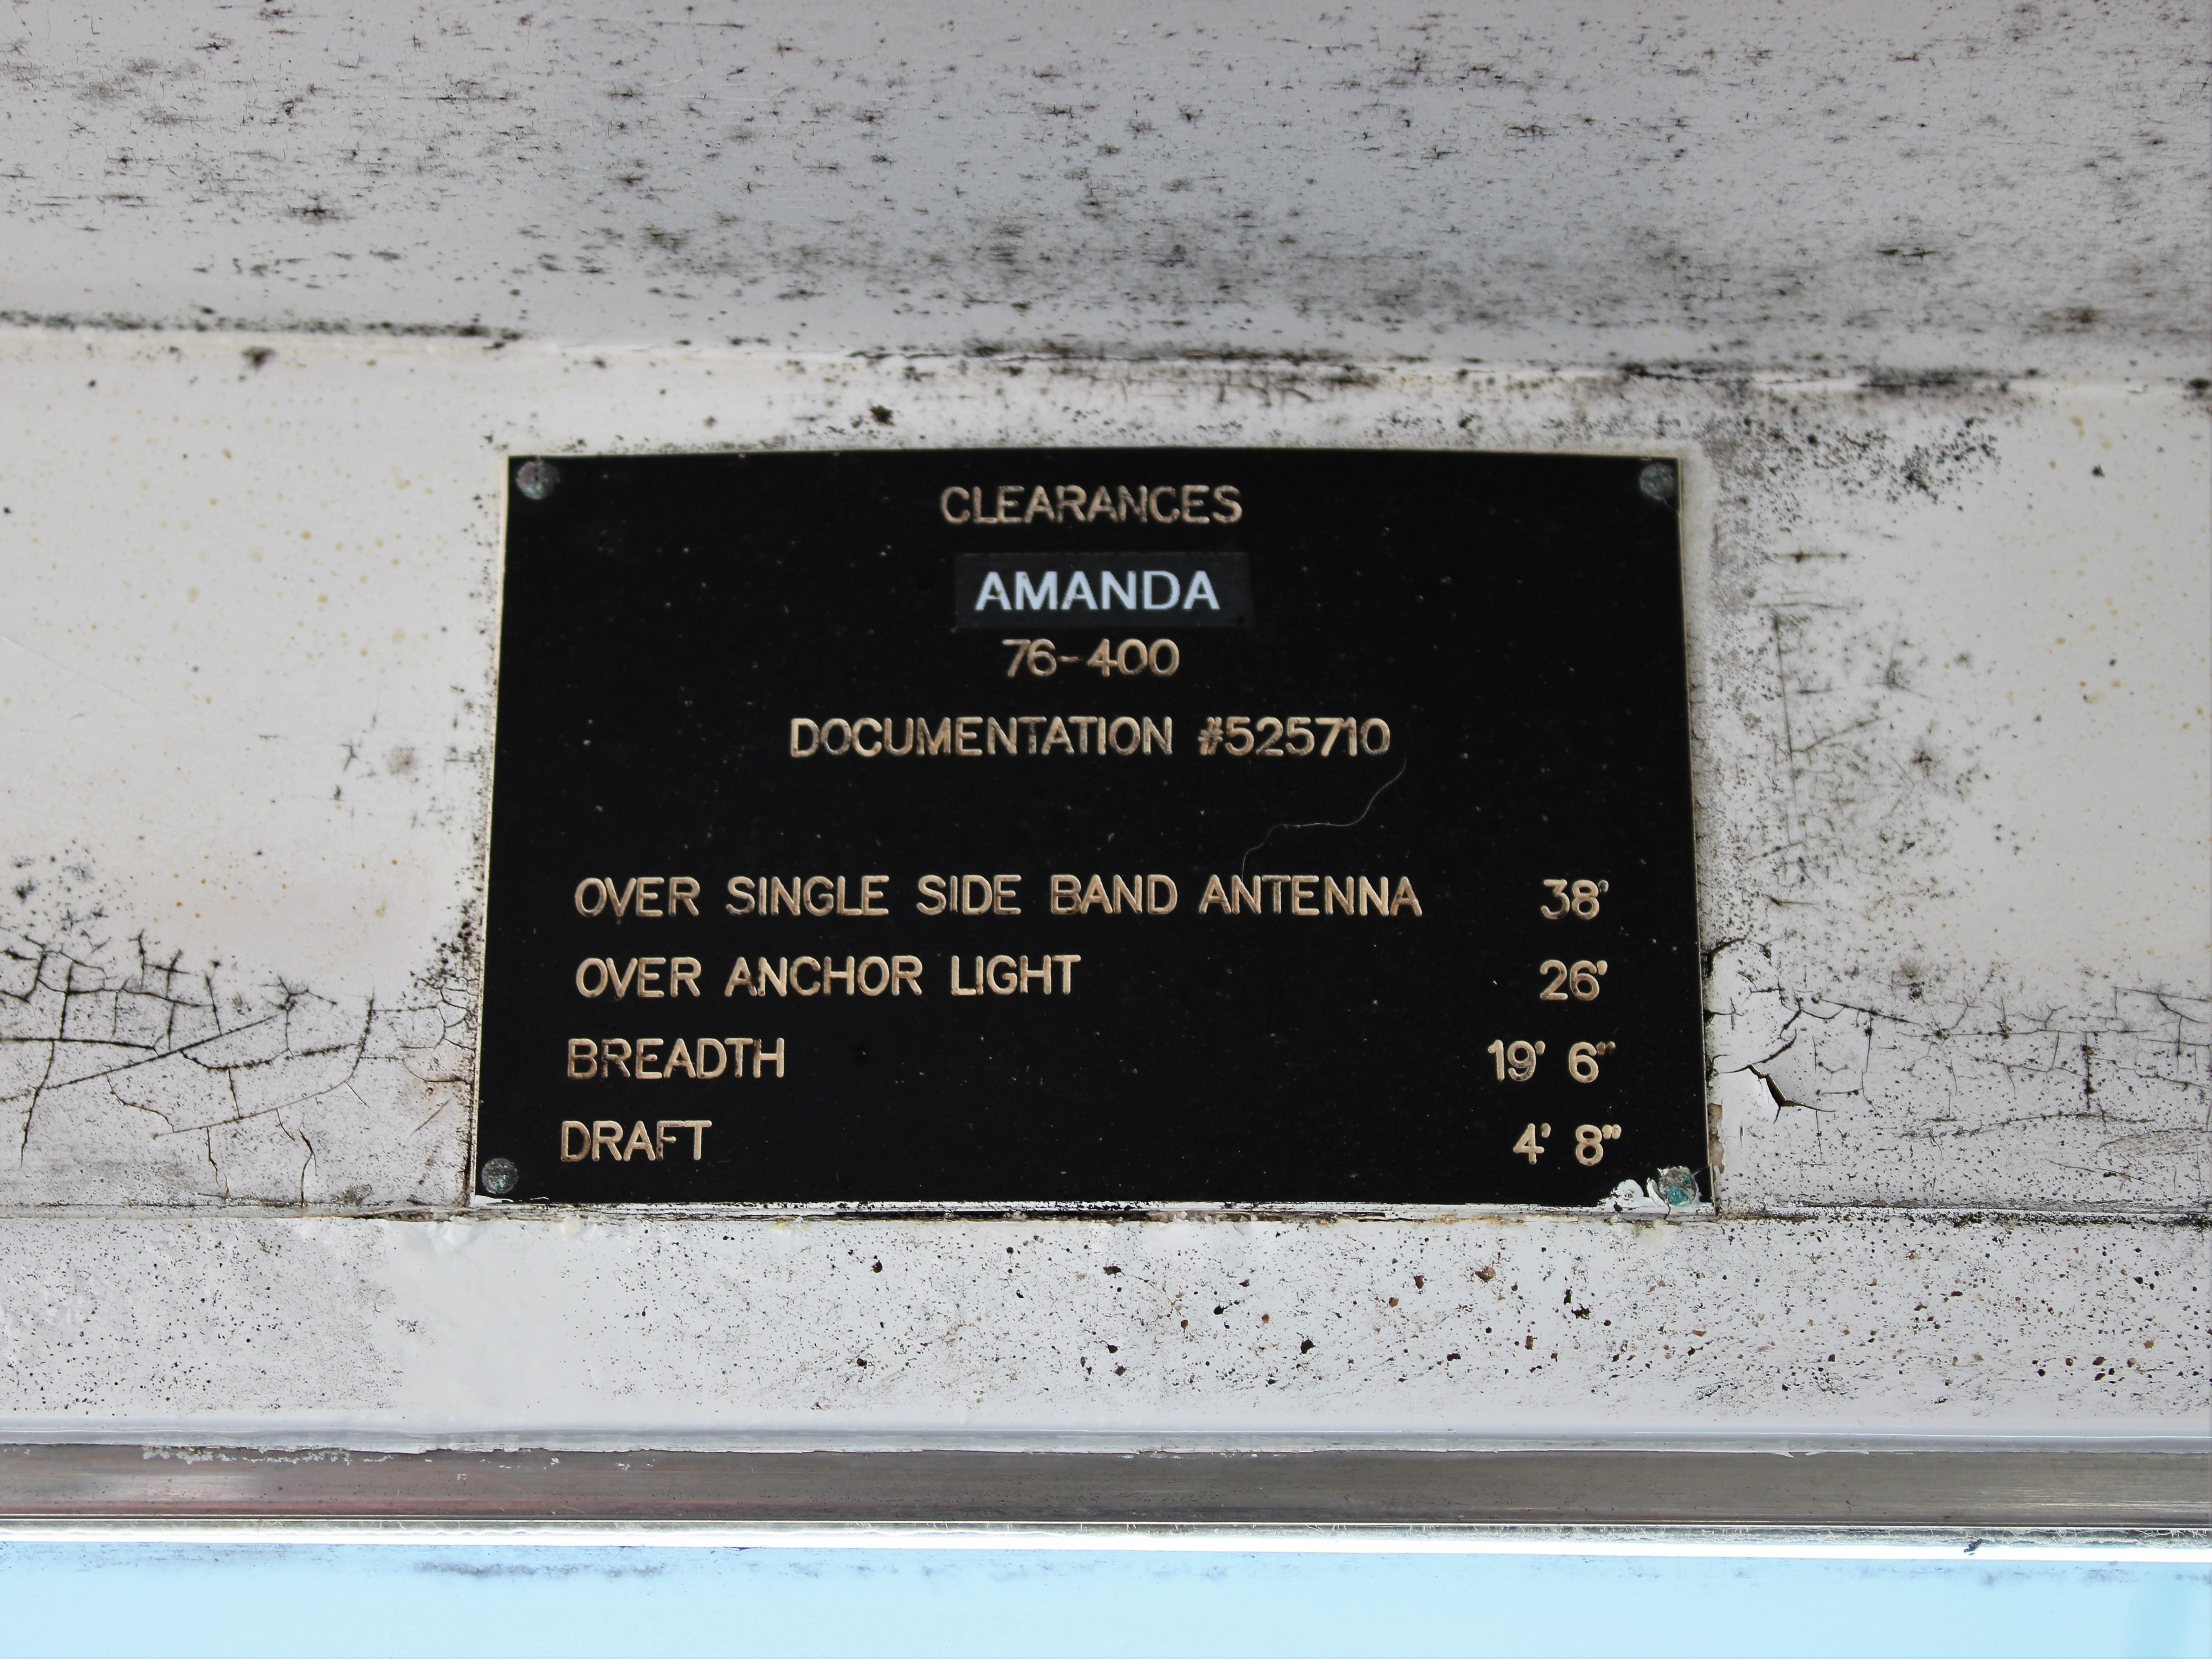 CLEARANCES
AMANDA
76-400
DOCUMENTATION #525710
OVER SINGLE SIDE BAND ANTENNA 38'
OVER ANCHOR LIGHT 26'
BREADTH 19' 6"
DRAFT 4' 8"